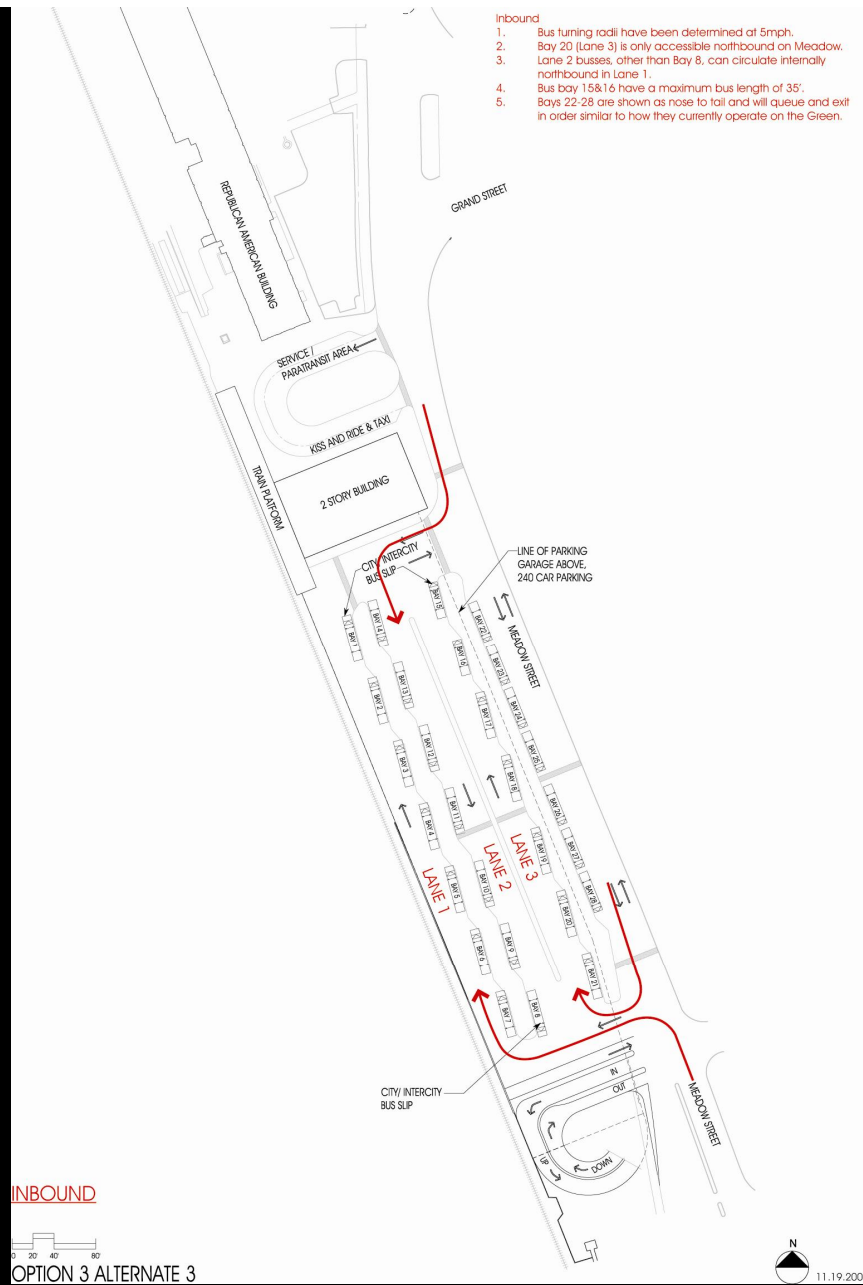 Inbound
1. Bus turning radii have been determined at 5mph.
2. Bay 20 (Lane 3) is only accessible northbound on Meadow.
3. Lane 2 busses, other than Bay 8, can circulate internally
northbound in Lane 1.
4. Bus bay 15&16 have a maximum bus length of 35'.
5. Bays 22-28 are shown as nose to tail and will queue and exit
in order similar to how they currently operate on the Green.
GRAND STREET
REPUBLICAN AMERICAN BUILDING
SERVICE /
PARATRANSIT AREA
KISS AND RIDE & TAXI
TRAIN PLATFORM
2 STORY BUILDING
CITY/ INTERCITY
BUS SLIP
LINE OF PARKING
GARAGE ABOVE,
240 CAR PARKING
MEADOW STREET
BAY 1
BAY 2
BAY 3
BAY 4
BAY 5
BAY 6
BAY 7
BAY 14
BAY 13
BAY 12
BAY 11
BAY 10
BAY 9
BAY 8
BAY 15
BAY 16
BAY 17
BAY 18
BAY 19
BAY 20
BAY 21
BAY 22
BAY 23
BAY 24
BAY 25
BAY 26
BAY 27
BAY 28
LANE 1
LANE 2
LANE 3
CITY/ INTERCITY
BUS SLIP
IN
OUT
UP
DOWN
MEADOW STREET
INBOUND
0 20' 40' 80'
OPTION 3 ALTERNATE 3
N
11.19.200